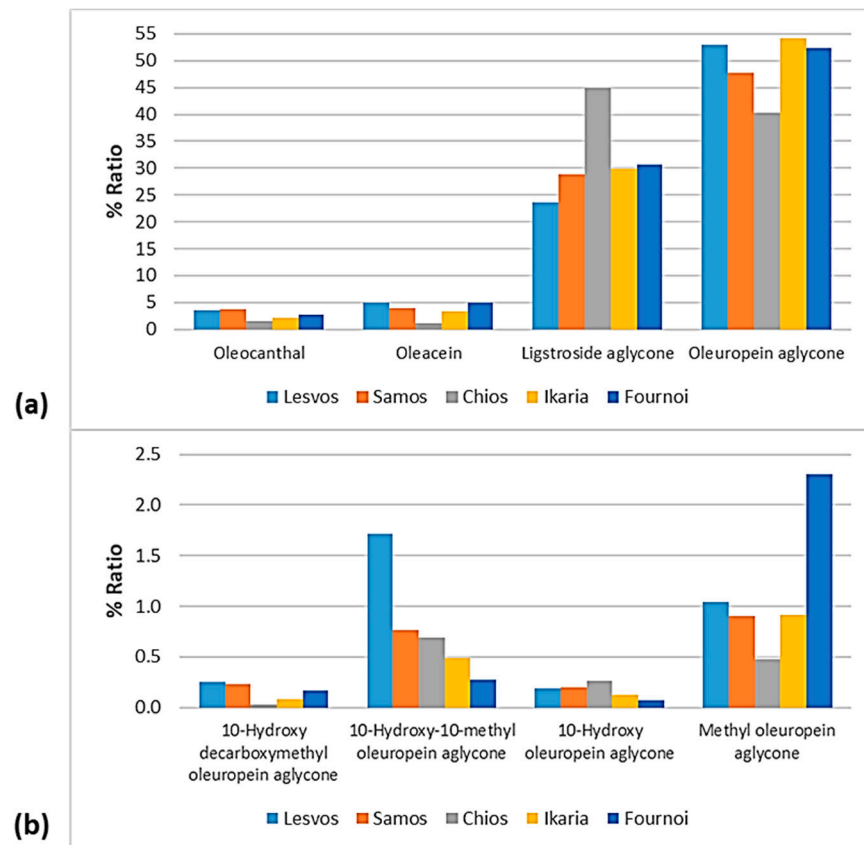 55
50
45
40
35
30
25
20
15
10
5
0
% Ratio
Oleocanthal Oleacein Ligstroside aglycone Oleuropein aglycone
(a)
Lesvos Samos Chios Ikaria Fournoi
2.5
2.0
1.5
1.0
0.5
0.0
% Ratio
10-Hydroxy 10-Hydroxy-10-methyl 10-Hydroxy Methyl oleuropein
decarboxymethyl oleuropein aglycone oleuropein aglycone aglycone
oleuropein aglycone
(b)
Lesvos Samos Chios Ikaria Fournoi